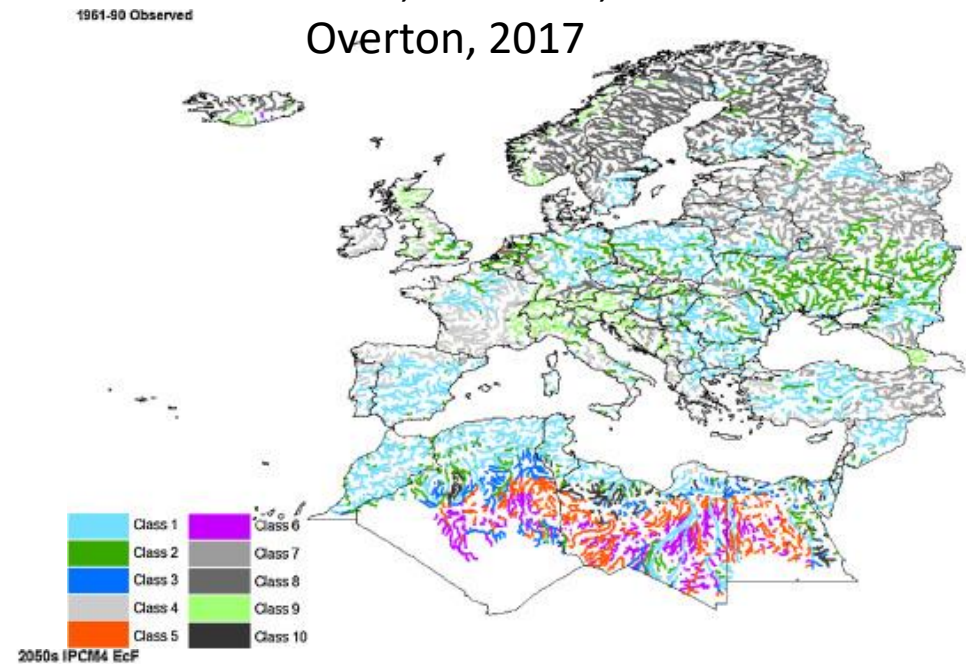 1961-90 Observed
Overton, 2017
Class 1
Class 2
Class 3
Class 4
Class 5
Class 6
Class 7
Class 8
Class 9
Class 10
2050s IPCM4 EcF